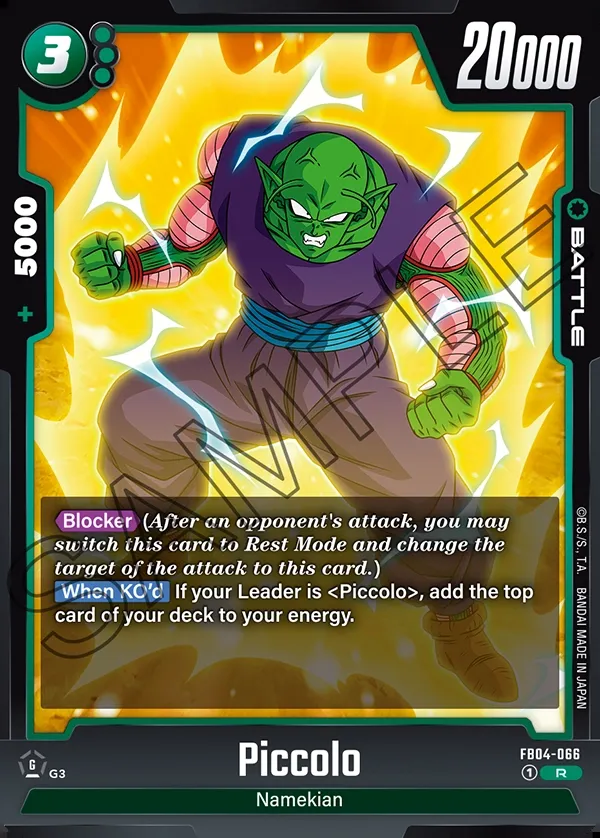 3
20000
+ 5000
BATTLE
SAMPLE
Blocker (After an opponent's attack, you may
switch this card to Rest Mode and change the
target of the attack to this card.)
When KO'd If your Leader is <Piccolo>, add the top
card of your deck to your energy.
©B.S./S., T.A. BANDAI MADE IN JAPAN
G
G3
Piccolo
FB04-066
1 R
Namekian